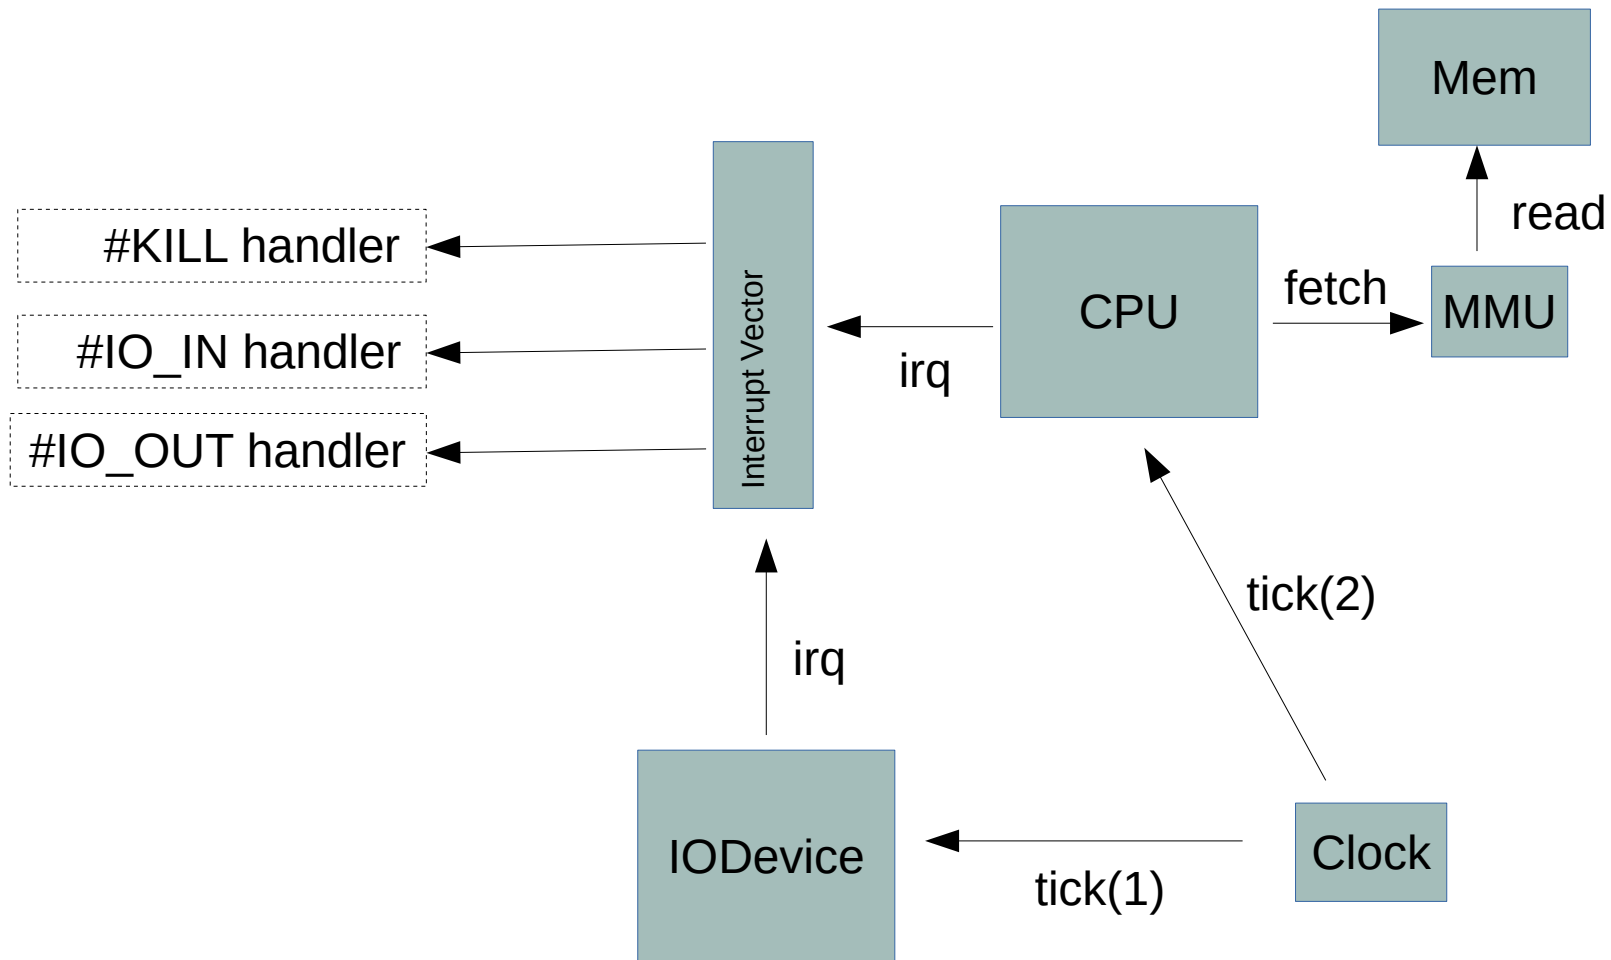 Mem
read
#KILL handler
fetch
CPU
MMU
#IO_IN handler
Interrupt Vector
irq
#IO_OUT handler
tick(2)
irq
IODevice
Clock
tick(1)